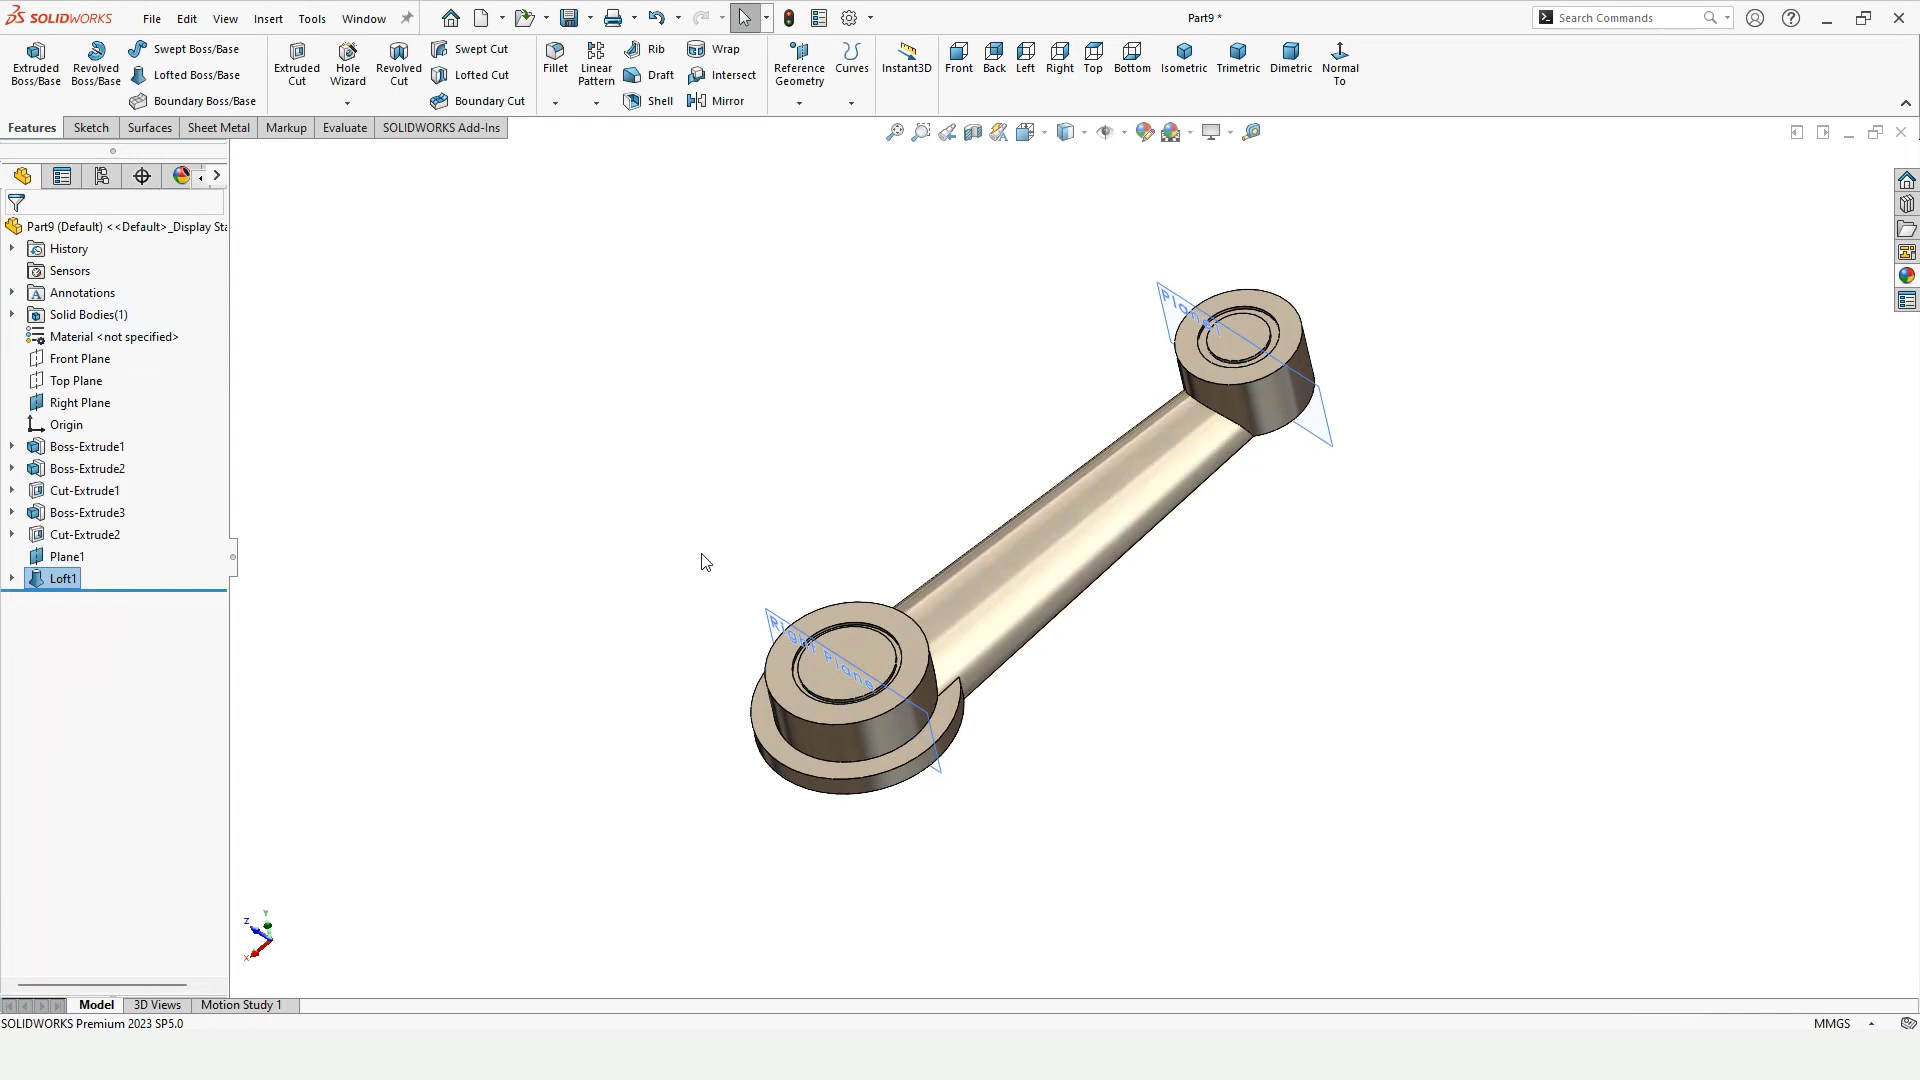 SOLIDWORKS File Edit View Insert Tools Window Part9 * Search Commands
Extruded Boss/Base
Revolved Boss/Base
Swept Boss/Base
Lofted Boss/Base
Boundary Boss/Base
Extruded Cut
Hole Wizard
Revolved Cut
Swept Cut
Lofted Cut
Boundary Cut
Fillet
Linear Pattern
Rib
Draft
Shell
Wrap
Intersect
Mirror
Reference Geometry
Curves
Instant3D
Front Back Left Right Top Bottom Isometric Trimetric Dimetric Normal To
Features Sketch Surfaces Sheet Metal Markup Evaluate SOLIDWORKS Add-Ins
Part9 (Default) <<Default>_Display Sta
History
Sensors
Annotations
Solid Bodies(1)
Material <not specified>
Front Plane
Top Plane
Right Plane
Origin
Boss-Extrude1
Boss-Extrude2
Cut-Extrude1
Boss-Extrude3
Cut-Extrude2
Plane1
Loft1
Plane1
Right Plane
Y
Z
X
Model 3D Views Motion Study 1
SOLIDWORKS Premium 2023 SP5.0 MMGS